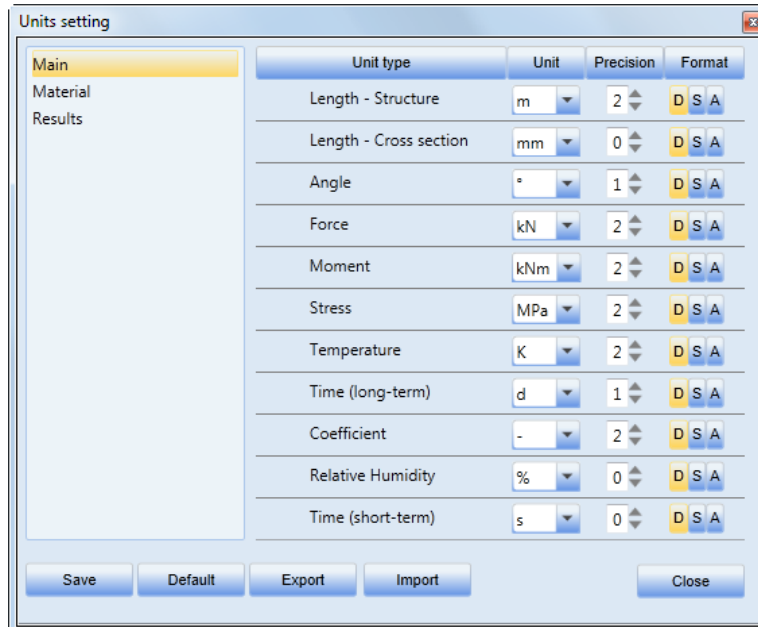 Units setting
Main
Material
Results
Unit type Unit Precision Format
Length - Structure m 2 D S A
Length - Cross section mm 0 D S A
Angle ° 1 D S A
Force kN 2 D S A
Moment kNm 2 D S A
Stress MPa 2 D S A
Temperature K 2 D S A
Time (long-term) d 1 D S A
Coefficient - 2 D S A
Relative Humidity % 0 D S A
Time (short-term) s 0 D S A
Save Default Export Import Close